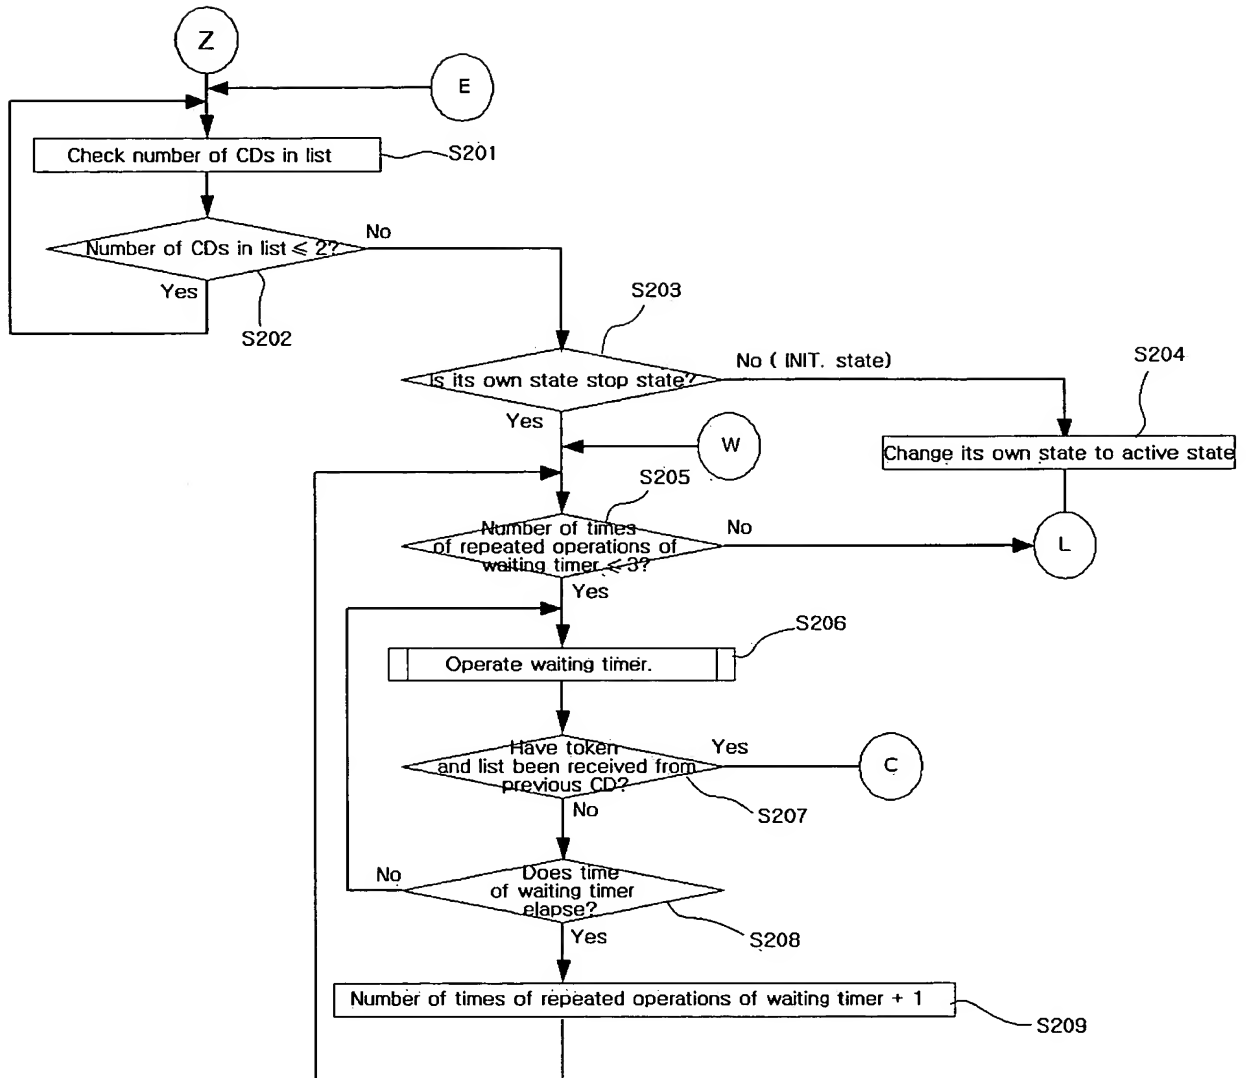 Z
E
Check number of CDs in list
S201
Number of CDs in list ≤ 2?
No
Yes
S202
S203
Is its own state stop state?
No ( INIT. state)
S204
Yes
W
Change its own state to active state
S205
Number of times
of repeated operations of
waiting timer ≤ 3?
No
L
Yes
S206
Operate waiting timer.
Have token
and list been received from
previous CD?
Yes
C
S207
No
Does time
of waiting timer
elapse?
No
S208
Yes
Number of times of repeated operations of waiting timer + 1
S209